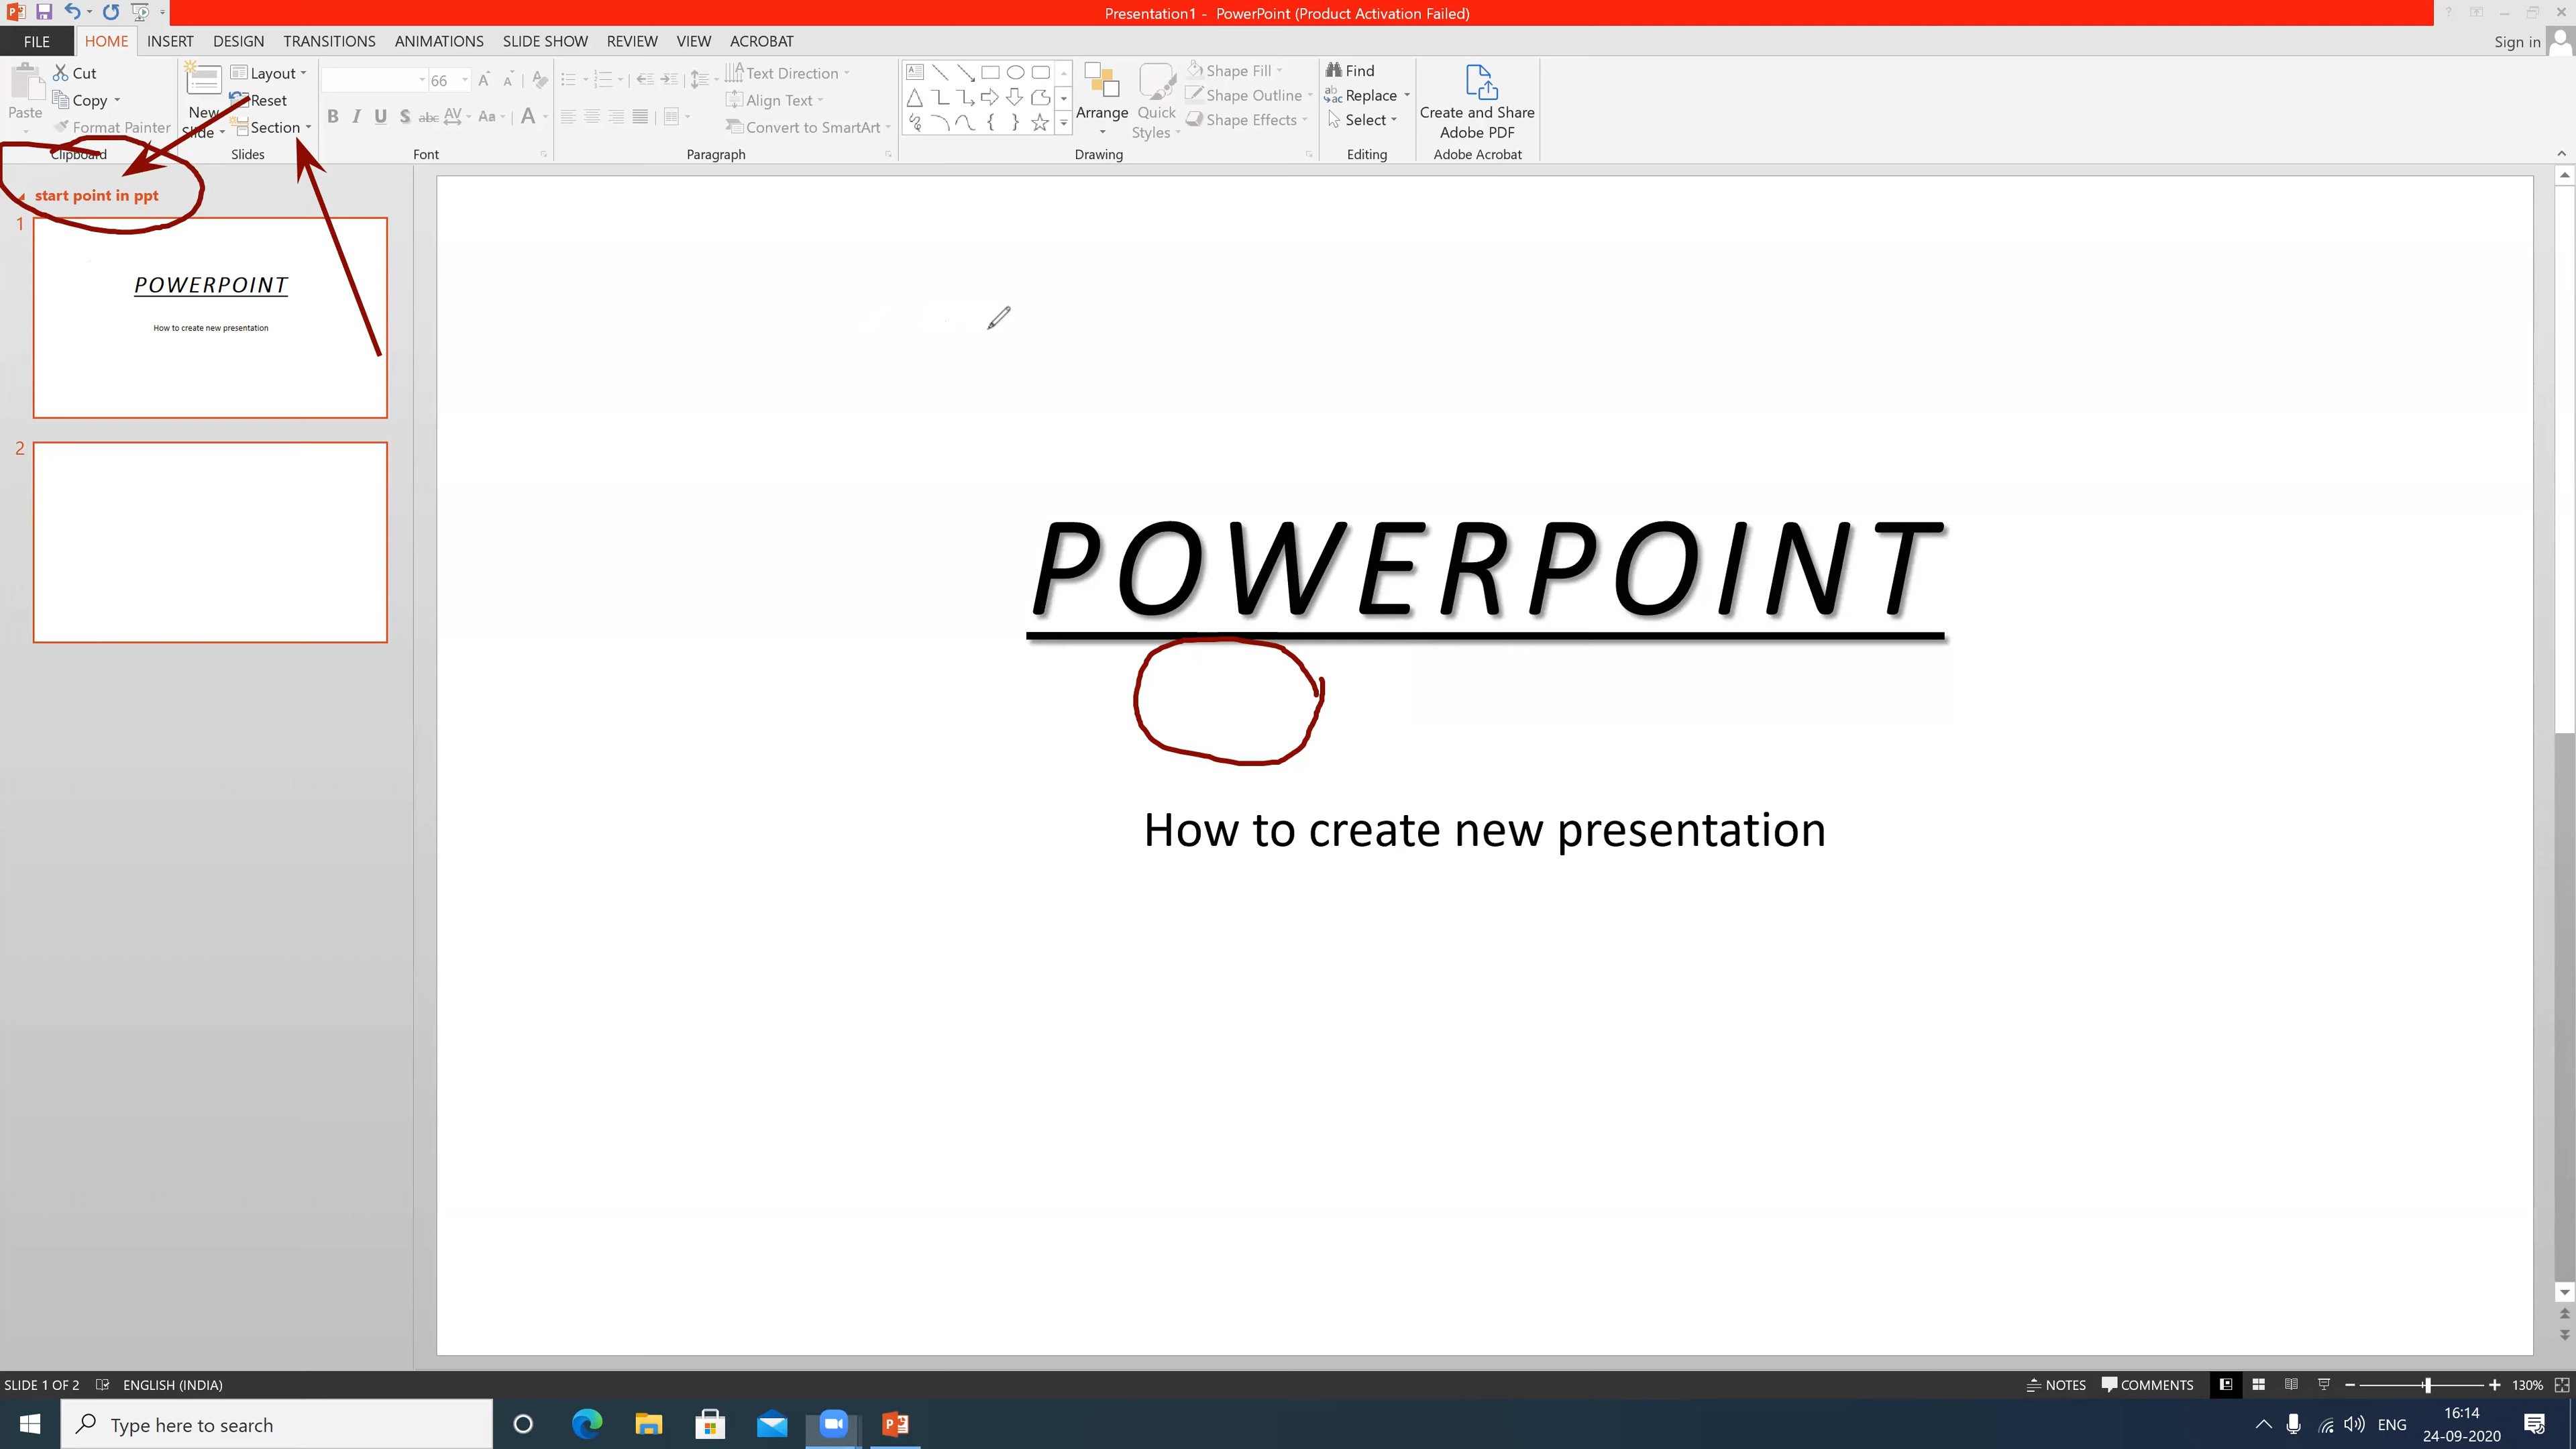 Presentation1 - PowerPoint (Product Activation Failed)
FILE HOME INSERT DESIGN TRANSITIONS ANIMATIONS SLIDE SHOW REVIEW VIEW ACROBAT Sign in
Paste
Cut
Copy
Format Painter
Clipboard
New Slide
Layout
Reset
Section
Slides
66
B I U S abc AV Aa A
Font
Text Direction
Align Text
Convert to SmartArt
Paragraph
Arrange
Quick Styles
Shape Fill
Shape Outline
Shape Effects
Drawing
Find
Replace
Select
Editing
Create and Share
Adobe PDF
Adobe Acrobat
start point in ppt
1
POWERPOINT
How to create new presentation
2
POWERPOINT
How to create new presentation
SLIDE 1 OF 2 ENGLISH (INDIA) NOTES COMMENTS 130%
Type here to search
ENG
16:14
24-09-2020